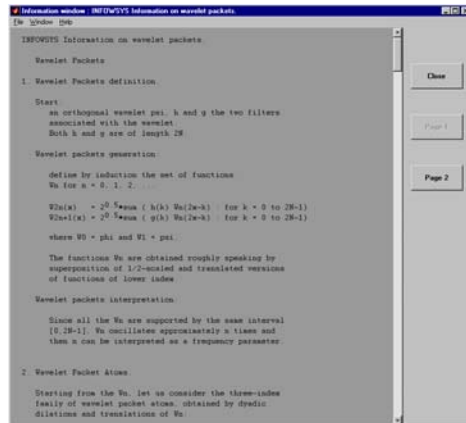 Information window : INFOWSYS Information on wavelet packets.
File Window Help
INFOWSYS Information on wavelet packets.
Wavelet Packets
1. Wavelet Packets definition.
Start:
an orthogonal wavelet psi, h and g the two filters
associated with the wavelet.
Both h and g are of length 2N.
Wavelet packets generation:
define by induction the set of functions
Wn for n = 0, 1, 2, ...
W2n(x) = 2^0.5*sum ( h(k) Wn(2x-k) : for k = 0 to 2N-1)
W2n+1(x) = 2^0.5*sum ( g(k) Wn(2x-k) : for k = 0 to 2N-1)
where W0 = phi and W1 = psi.
The functions Wn are obtained roughly speaking by
superposition of 1/2-scaled and translated versions
of functions of lower index.
Wavelet packets interpretation:
Since all the Wn are supported by the same interval
[0,2N-1], Wn oscillates approximately n times and
then n can be interpreted as a frequency parameter.
2. Wavelet Packet Atoms.
Starting from the Wn, let us consider the three-index
family of wavelet packet atoms, obtained by dyadic
dilations and translations of Wn:
Close
Page 1
Page 2